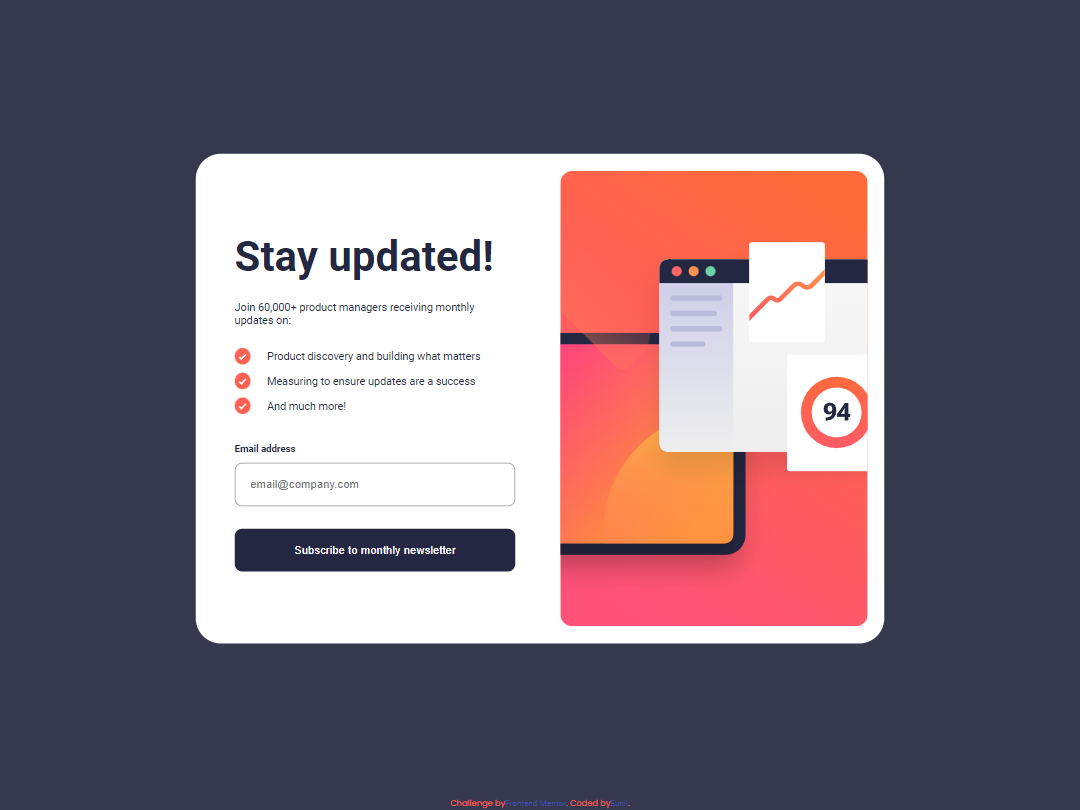 Stay updated!
Join 60,000+ product managers receiving monthly
updates on:
Product discovery and building what matters
Measuring to ensure updates are a success
And much more!
Email address
email@company.com
Subscribe to monthly newsletter
94
Challenge by Frontend Mentor. Coded by